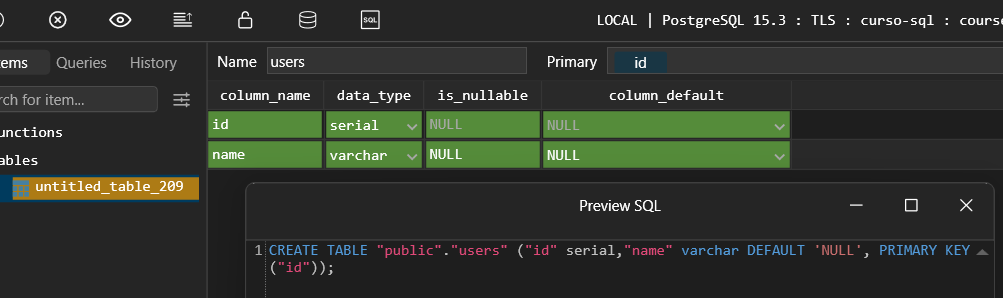 SQL
LOCAL | PostgreSQL 15.3 : TLS : curso-sql : cours
Queries History
Name users Primary id
column_name data_type is_nullable column_default
id serial NULL NULL
name varchar NULL NULL
untitled_table_209
Preview SQL
1 CREATE TABLE "public"."users" ("id" serial,"name" varchar DEFAULT 'NULL', PRIMARY KEY
("id"));
ems
rch for item...
unctions
ables